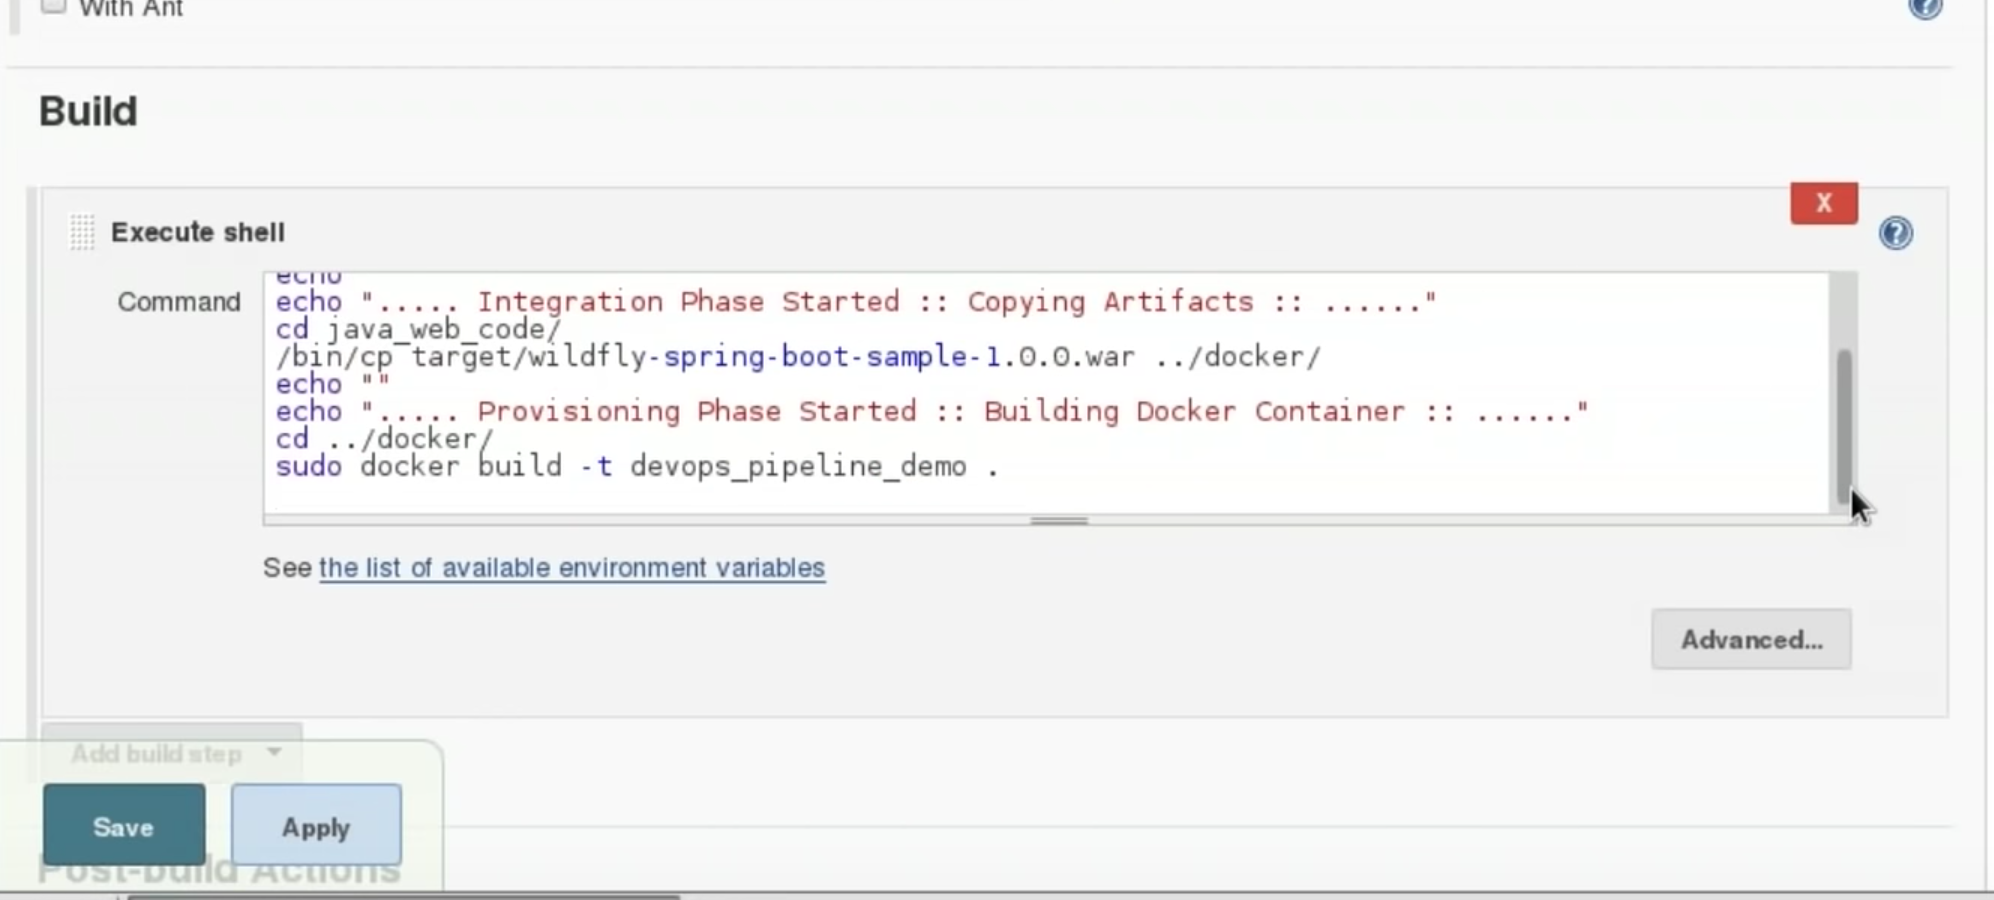 With Ant
Build
X
Execute shell
Command
echo
echo "..... Integration Phase Started :: Copying Artifacts :: ......"
cd java_web_code/
/bin/cp target/wildfly-spring-boot-sample-1.0.0.war ../docker/
echo ""
echo "..... Provisioning Phase Started :: Building Docker Container :: ......"
cd ../docker/
sudo docker build -t devops_pipeline_demo .
See the list of available environment variables
Advanced...
Add build step
Save
Apply
Post-build Actions